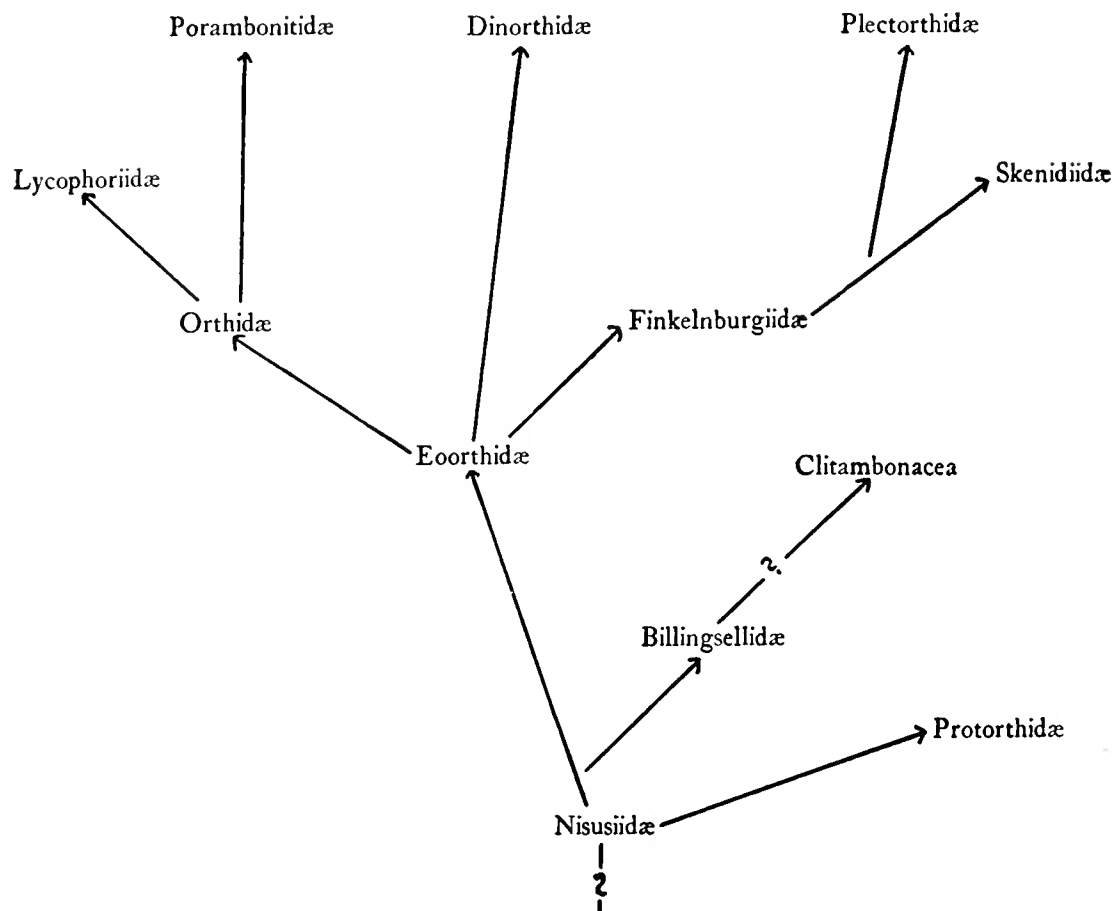 Porambonitidæ
Dinorthidæ
Plectorthidæ
Lycophoriidæ
Skenidiidæ
Orthidæ
Finkelnburgiidæ
Eoorthidæ
Clitambonacea
?
Billingsellidæ
Protorthidæ
Nisusiidæ
?